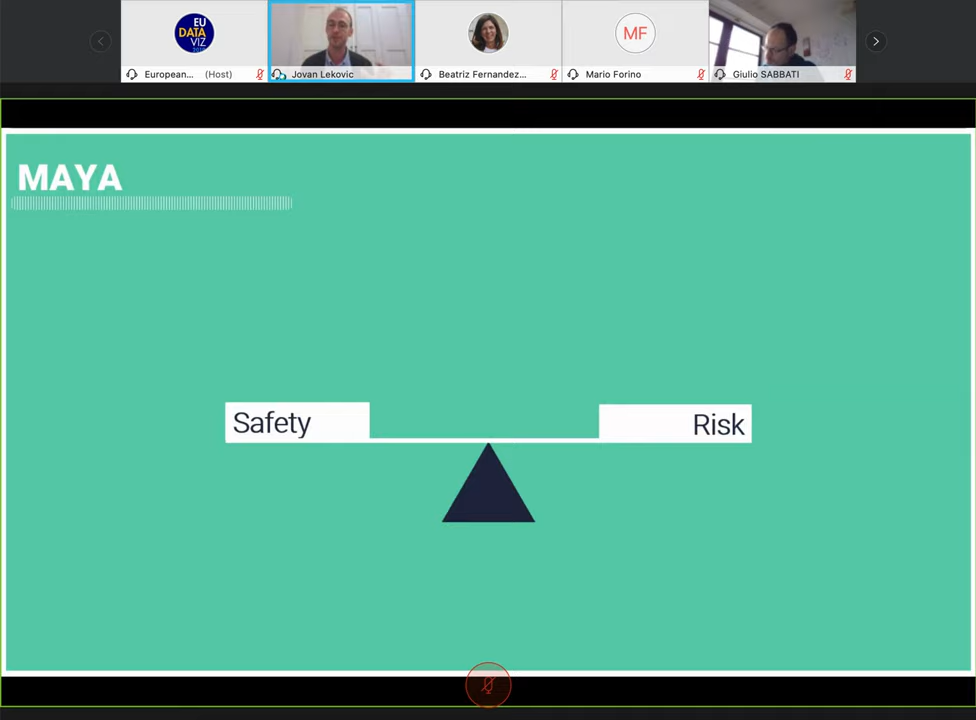 EU
DATA
VIZ
European... (Host)
Jovan Lekovic
Beatriz Fernandez...
MF
Mario Forino
Giulio SABBATI
MAYA
Safety
Risk